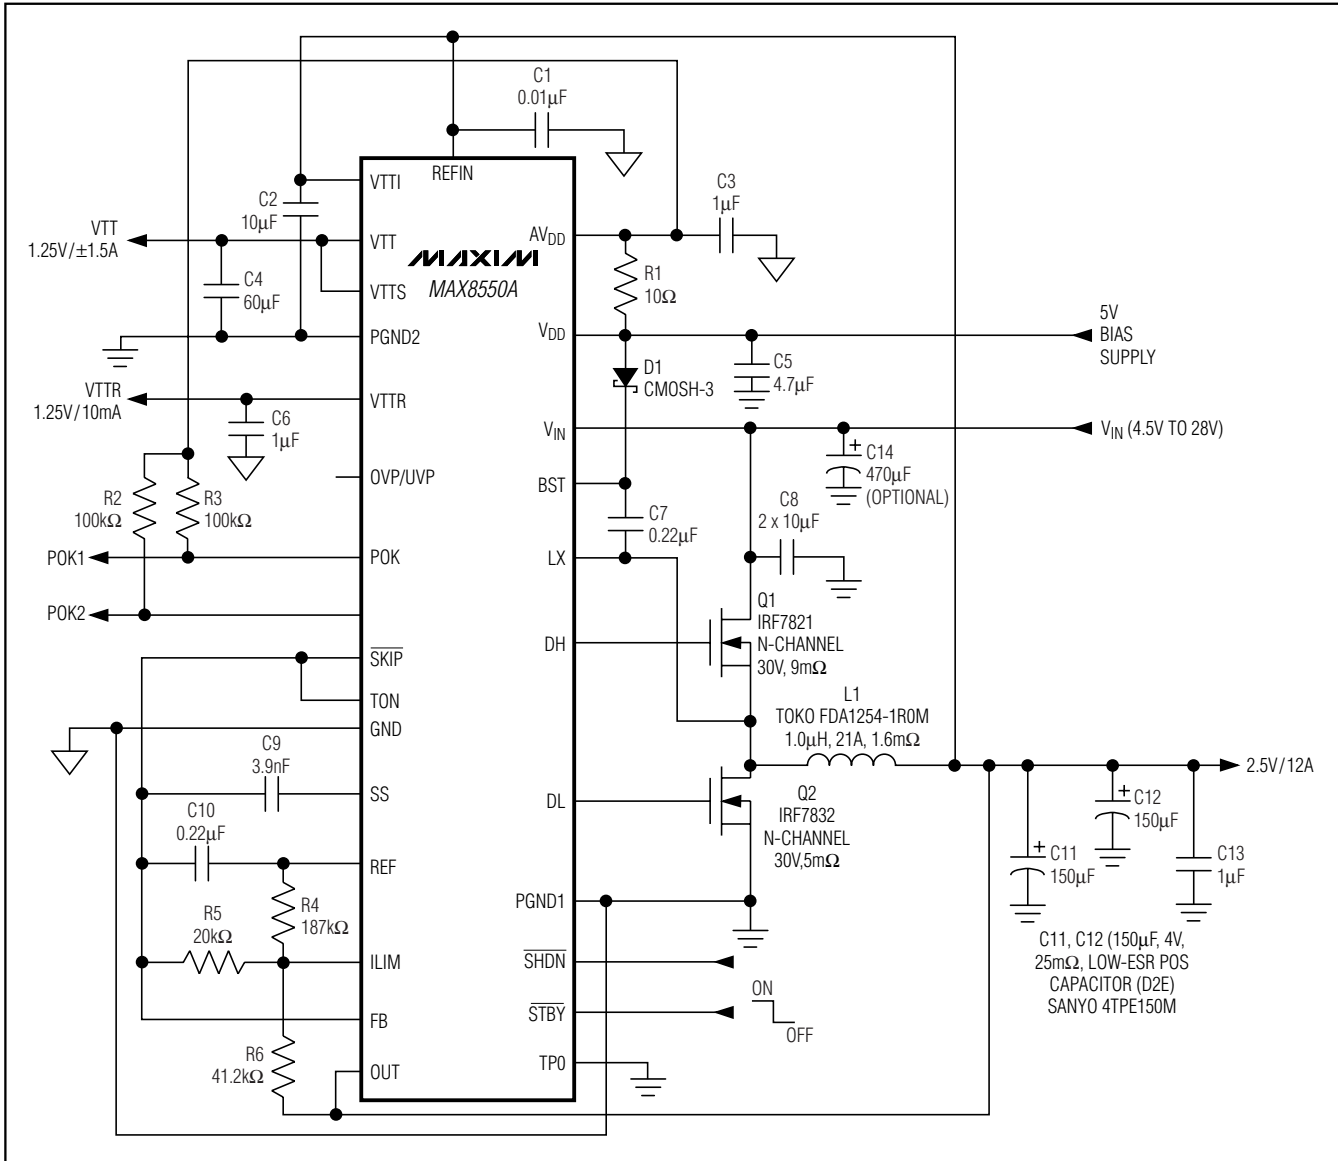 C1
0.01µF
REFIN
VTTI
C2
10µF
C3
1µF
VTT
1.25V/±1.5A
VTT
AVDD
MAXIM
MAX8550A
C4
60µF
VTTS
R1
10Ω
PGND2
VDD
5V
BIAS
SUPPLY
D1
CMOSH-3
C5
4.7µF
VTTR
1.25V/10mA
VTTR
C6
1µF
VIN
VIN (4.5V TO 28V)
C14
470µF
(OPTIONAL)
OVP/UVP
BST
R2
100kΩ
R3
100kΩ
C7
0.22µF
C8
2 x 10µF
POK1
POK
LX
POK2
Q1
IRF7821
N-CHANNEL
30V, 9mΩ
DH
SKIP
TON
GND
L1
TOKO FDA1254-1R0M
1.0µH, 21A, 1.6mΩ
C9
3.9nF
2.5V/12A
SS
DL
Q2
IRF7832
N-CHANNEL
30V,5mΩ
C10
0.22µF
C12
150µF
C11
150µF
C13
1µF
REF
R4
187kΩ
PGND1
R5
20kΩ
ILIM
SHDN
C11, C12 (150µF, 4V,
25mΩ, LOW-ESR POS
CAPACITOR (D2E)
SANYO 4TPE150M
STBY
ON
OFF
FB
R6
41.2kΩ
OUT
TP0